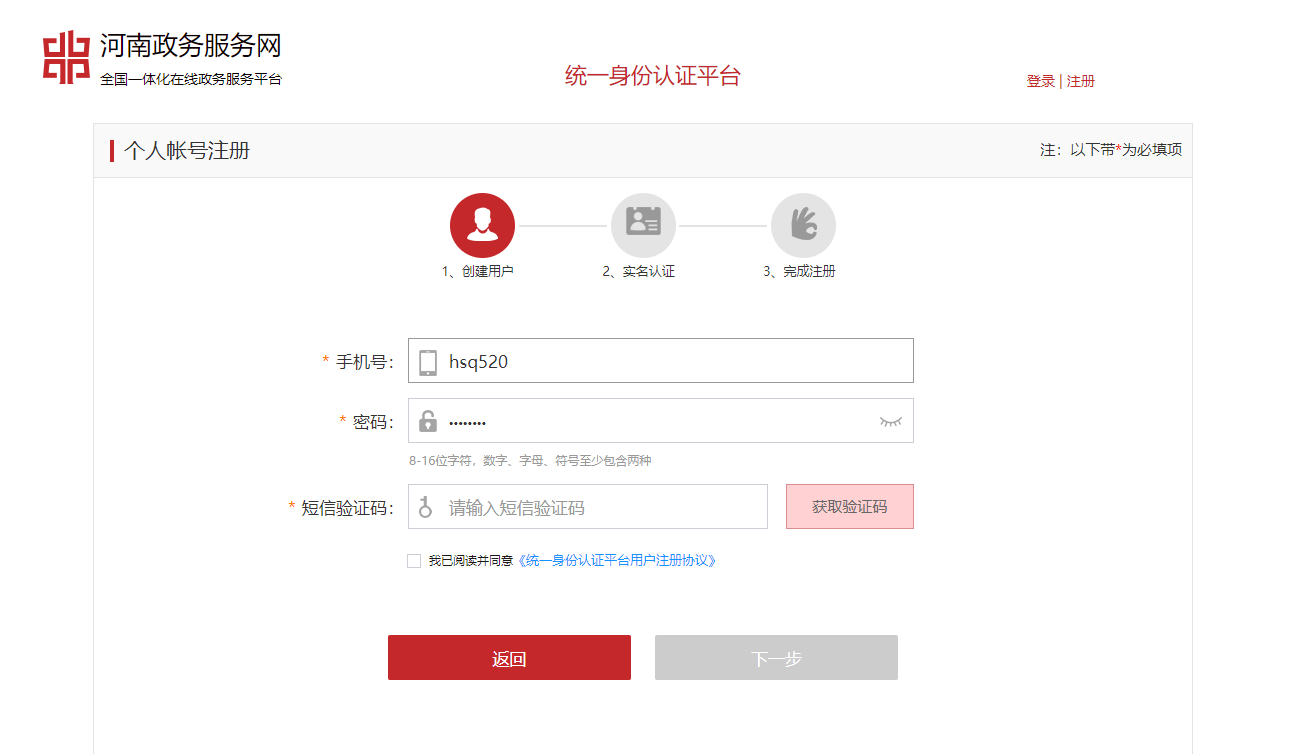 河南政务服务网
全国一体化在线政务服务平台
统一身份认证平台
登录 | 注册
个人帐号注册
注：以下带*为必填项
1、创建用户
2、实名认证
3、完成注册
* 手机号：
hsq520
* 密码：
••••••••
8-16位字符，数字、字母、符号至少包含两种
* 短信验证码：
请输入短信验证码
获取验证码
我已阅读并同意《统一身份认证平台用户注册协议》
返回
下一步